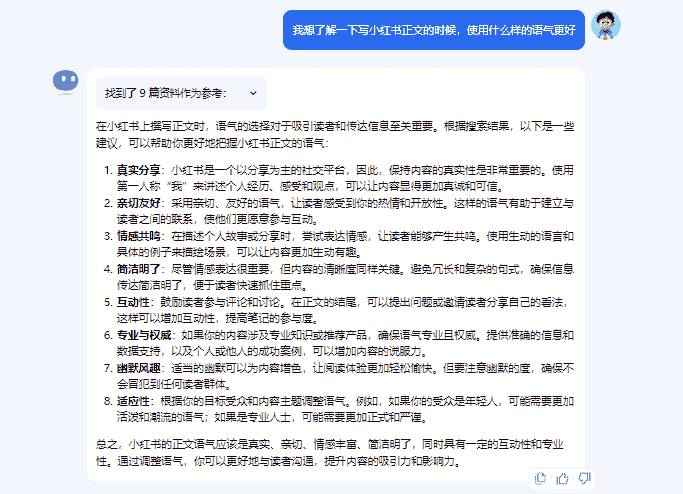 我想了解一下写小红书正文的时候，使用什么样的语气更好
找到了 9 篇资料作为参考：
在小红书上撰写正文时，语气的选择对于吸引读者和传达信息至关重要。根据搜索结果，以下是一些
建议，可以帮助你更好地把握小红书正文的语气：
1. 真实分享：小红书是一个以分享为主的社交平台，因此，保持内容的真实性是非常重要的。使用
第一人称“我”来讲述个人经历、感受和观点，可以让内容显得更加真诚和可信。
2. 亲切友好：采用亲切、友好的语气，让读者感受到你的热情和开放性。这样的语气有助于建立与
读者之间的联系，使他们更愿意参与互动。
3. 情感共鸣：在描述个人故事或分享时，尝试表达情感，让读者能够产生共鸣。使用生动的语言和
具体的例子来描绘场景，可以让内容更加生动有趣。
4. 简洁明了：尽管情感表达很重要，但内容的清晰度同样关键。避免冗长和复杂的句式，确保信息
传达简洁明了，便于读者快速抓住重点。
5. 互动性：鼓励读者参与评论和讨论。在正文的结尾，可以提出问题或邀请读者分享自己的看法，
这样可以增加互动性，提高笔记的参与度。
6. 专业与权威：如果你的内容涉及专业知识或推荐产品，确保语气专业且权威。提供准确的信息和
数据支持，以及个人或他人的成功案例，可以增加内容的说服力。
7. 幽默风趣：适当的幽默可以为内容增色，让阅读体验更加轻松愉快。但要注意幽默的度，确保不
会冒犯到任何读者群体。
8. 适应性：根据你的目标受众和内容主题调整语气。例如，如果你的受众是年轻人，可能需要更加
活泼和潮流的语气；如果是专业人士，可能需要更加正式和严谨。
总之，小红书的正文语气应该是真实、亲切、情感丰富、简洁明了，同时具有一定的互动性和专业
性。通过调整语气，你可以更好地与读者沟通，提升内容的吸引力和影响力。